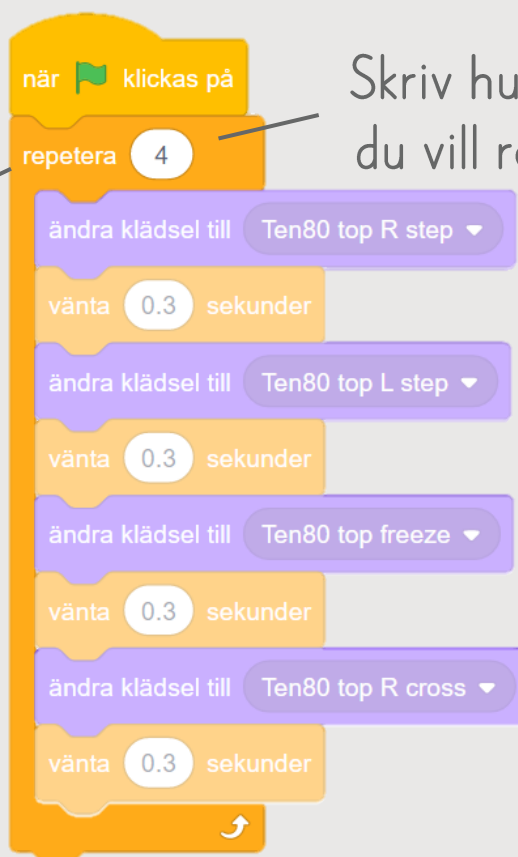 när klickas på
Skriv hu
du vill r
repetera 4
ändra klädsel till Ten80 top R step
vänta 0.3 sekunder
ändra klädsel till Ten80 top L step
vänta 0.3 sekunder
ändra klädsel till Ten80 top freeze
vänta 0.3 sekunder
ändra klädsel till Ten80 top R cross
vänta 0.3 sekunder